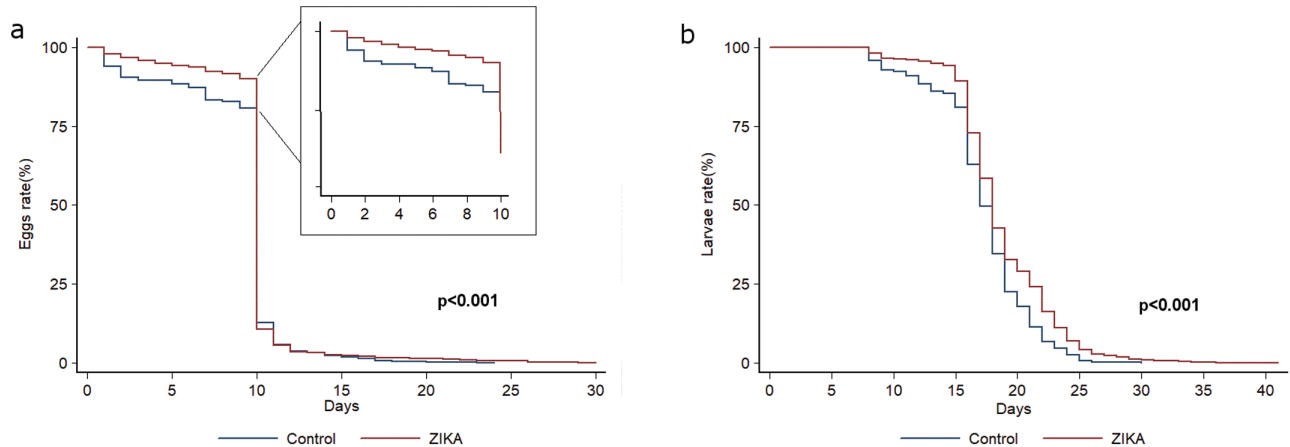 a
100
75
50
25
0
Eggs rate(%)
0 5 10 15 20 25 30
Days
0 2 4 6 8 10
p<0.001
Control ZIKA
b
100
75
50
25
0
Larvae rate(%)
0 5 10 15 20 25 30 35 40
Days
p<0.001
Control ZIKA